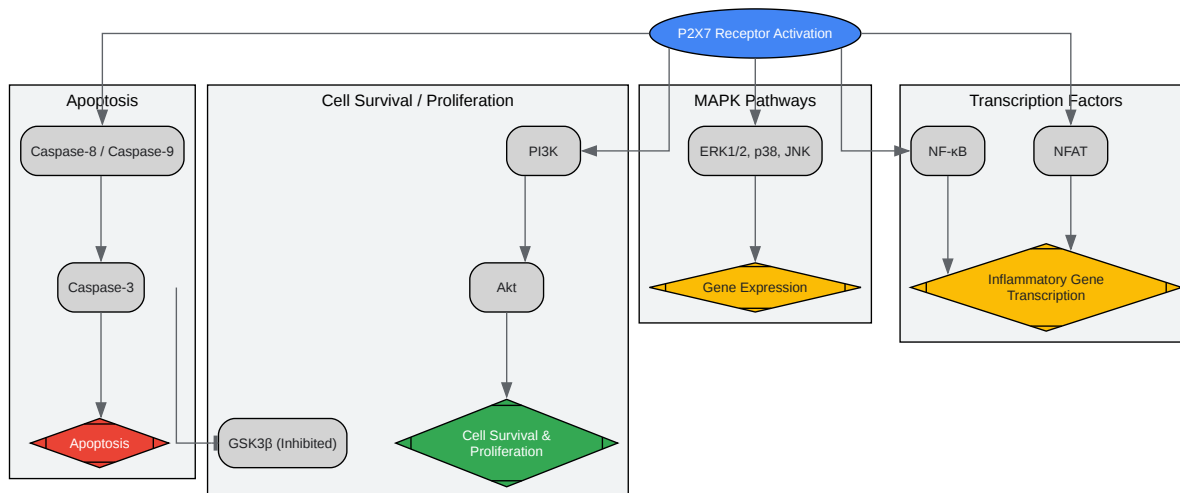 P2X7 Receptor Activation
Apoptosis
Cell Survival / Proliferation
MAPK Pathways
Transcription Factors
Caspase-8 / Caspase-9
PI3K
ERK1/2, p38, JNK
NF-κB
NFAT
Caspase-3
Akt
Gene Expression
Inflammatory Gene
Transcription
Apoptosis
GSK3β (Inhibited)
Cell Survival &
Proliferation